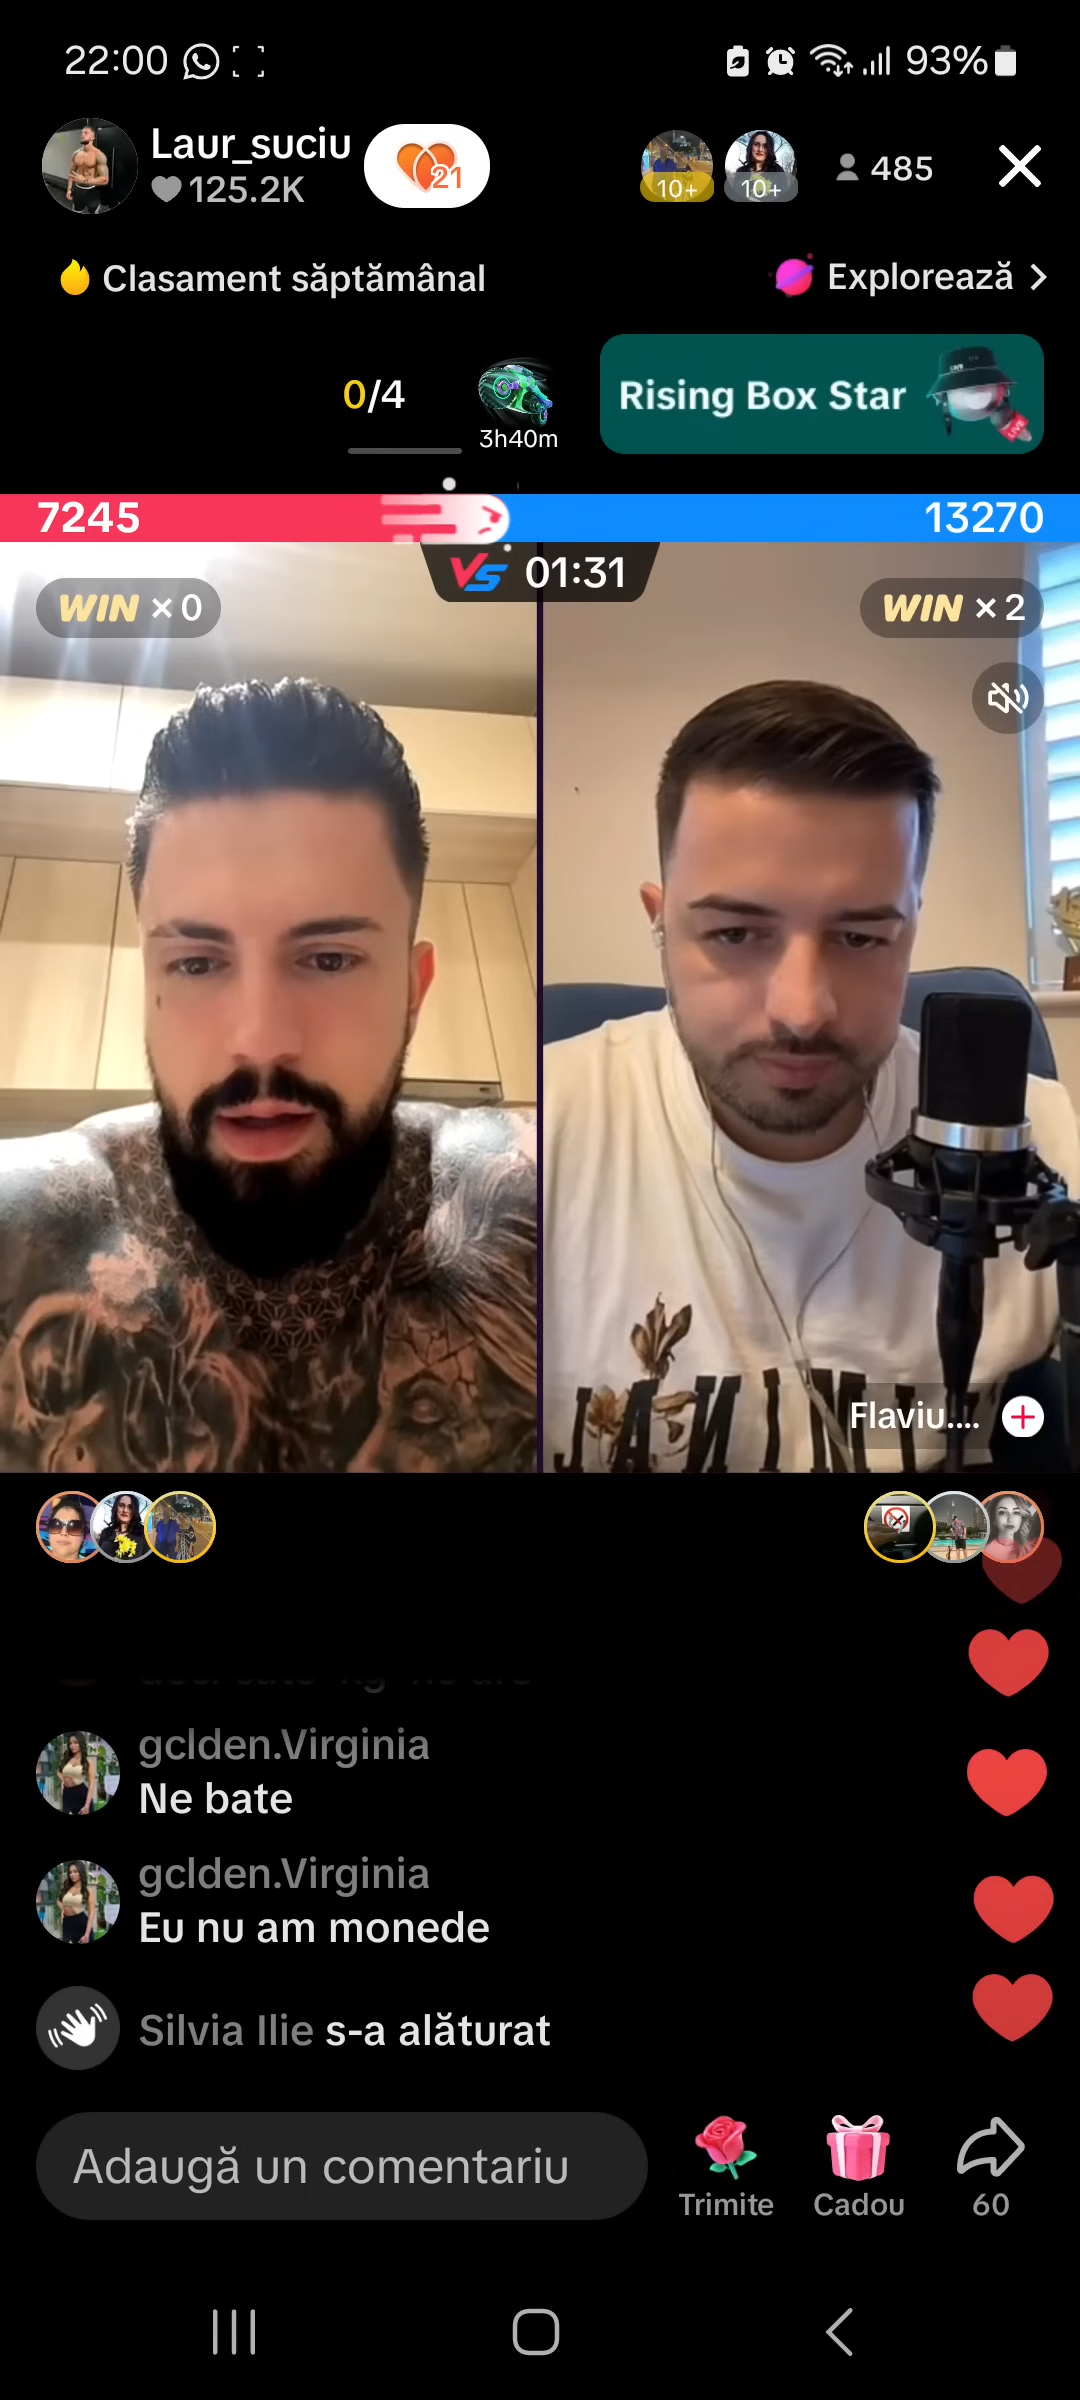 22:00 93%
Laur_suciu
125.2K
21
10+ 10+ 485
Clasament săptămânal Explorează
0/4
3h40m
Rising Box Star
7245 13270
VS 01:31
WIN × 0
WIN × 2
Flaviu....
gclden.Virginia
Ne bate
gclden.Virginia
Eu nu am monede
Silvia Ilie s-a alăturat
Adaugă un comentariu
Trimite Cadou 60